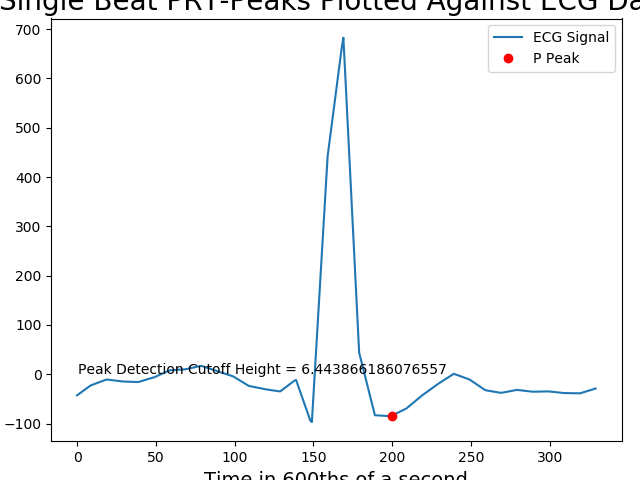 Single Beat PRT-Peaks Plotted Against ECG Da
700
600
500
400
300
200
100
0
−100
ECG Signal
P Peak
Peak Detection Cutoff Height = 6.443866186076557
0 50 100 150 200 250 300
Time in 600ths of a second